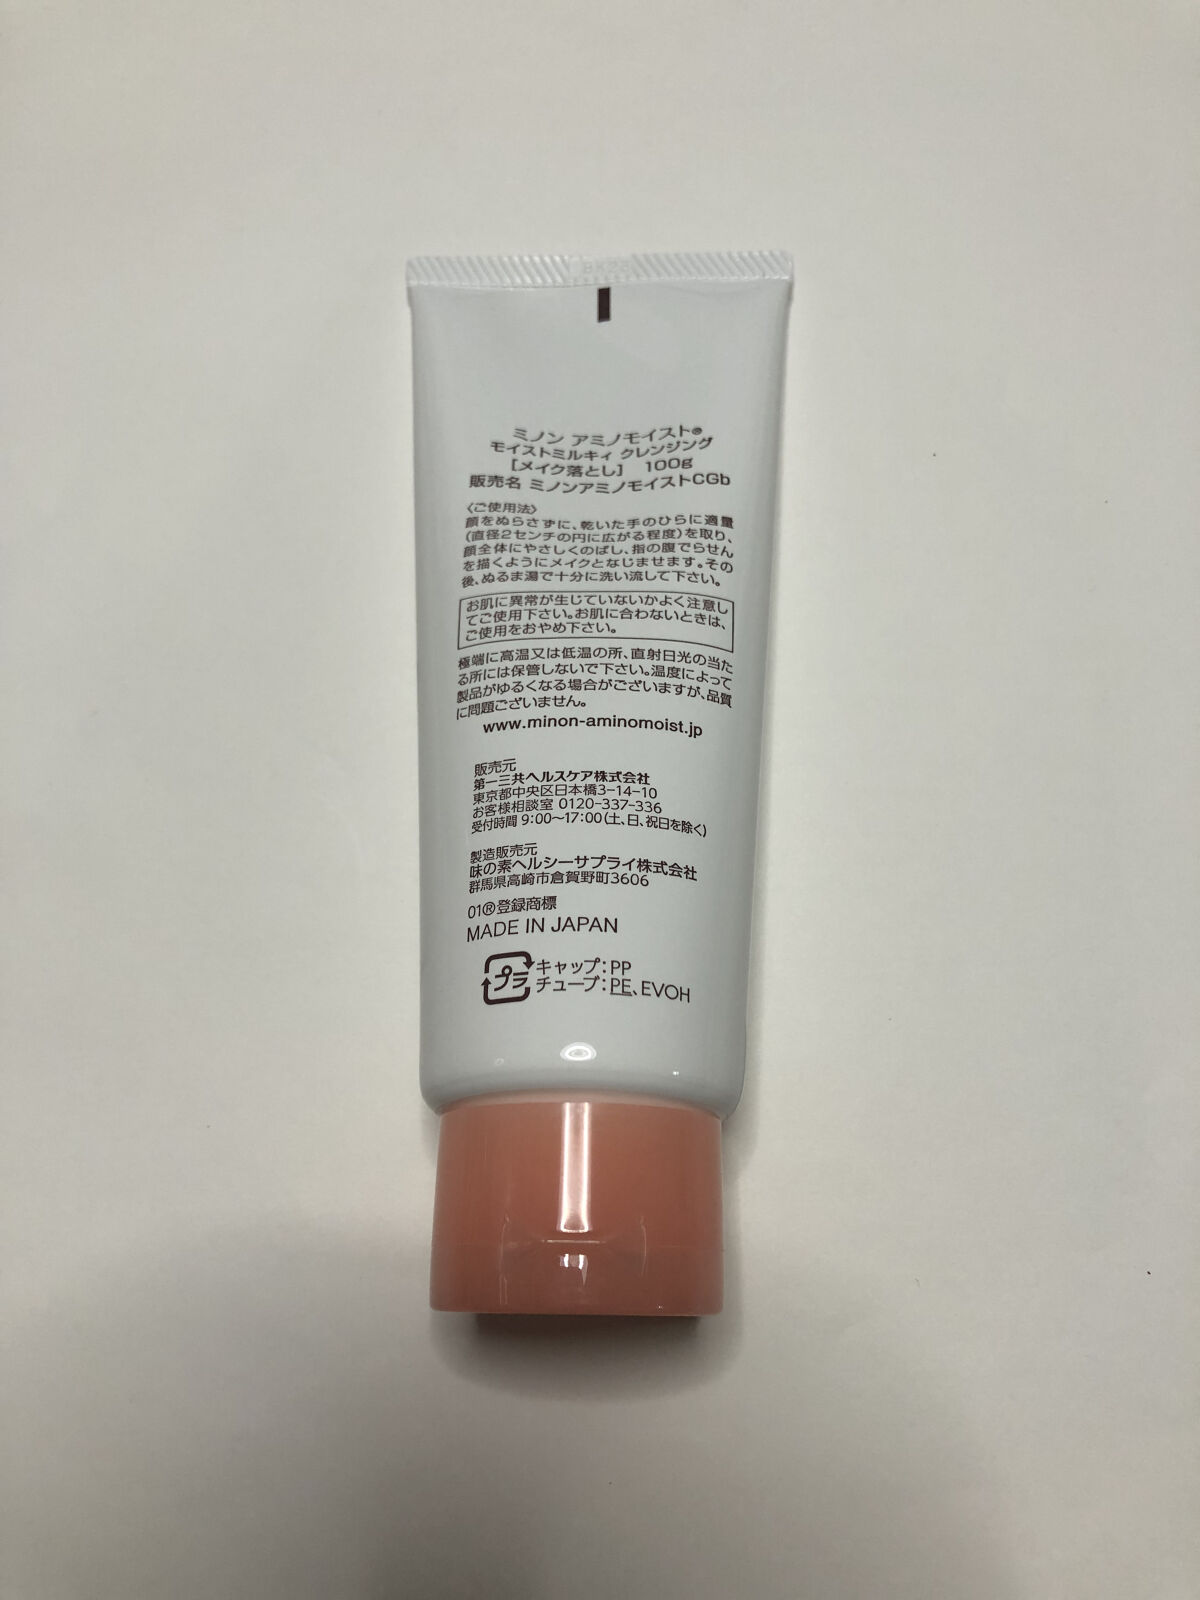 ミノン アミノモイスト®
モイストミルキィ クレンジング
[メイク落とし] 100g
販売名 ミノンアミノモイストCGb
〈ご使用法〉
顔をぬらさずに、乾いた手のひらに適量
(直径2センチの円に広がる程度)を取り、
顔全体にやさしくのばし、指の腹でらせん
を描くようにメイクとなじませます。その
後、ぬるま湯で十分に洗い流して下さい。
お肌に異常が生じていないかよく注意し
てご使用下さい。お肌に合わないときは、
ご使用をおやめ下さい。
極端に高温又は低温の所、直射日光の当た
る所には保管しないで下さい。温度によって
製品がゆるくなる場合がございますが、品質
に問題ございません。
www.minon-aminomoist.jp
販売元
第一三共ヘルスケア株式会社
東京都中央区日本橋3-14-10
お客様相談室 0120-337-336
受付時間 9:00〜17:00(土、日、祝日を除く)
製造販売元
味の素ヘルシーサプライ株式会社
群馬県高崎市倉賀野町3606
01®登録商標
MADE IN JAPAN
プラ キャップ:PP
チューブ:PE、EVOH